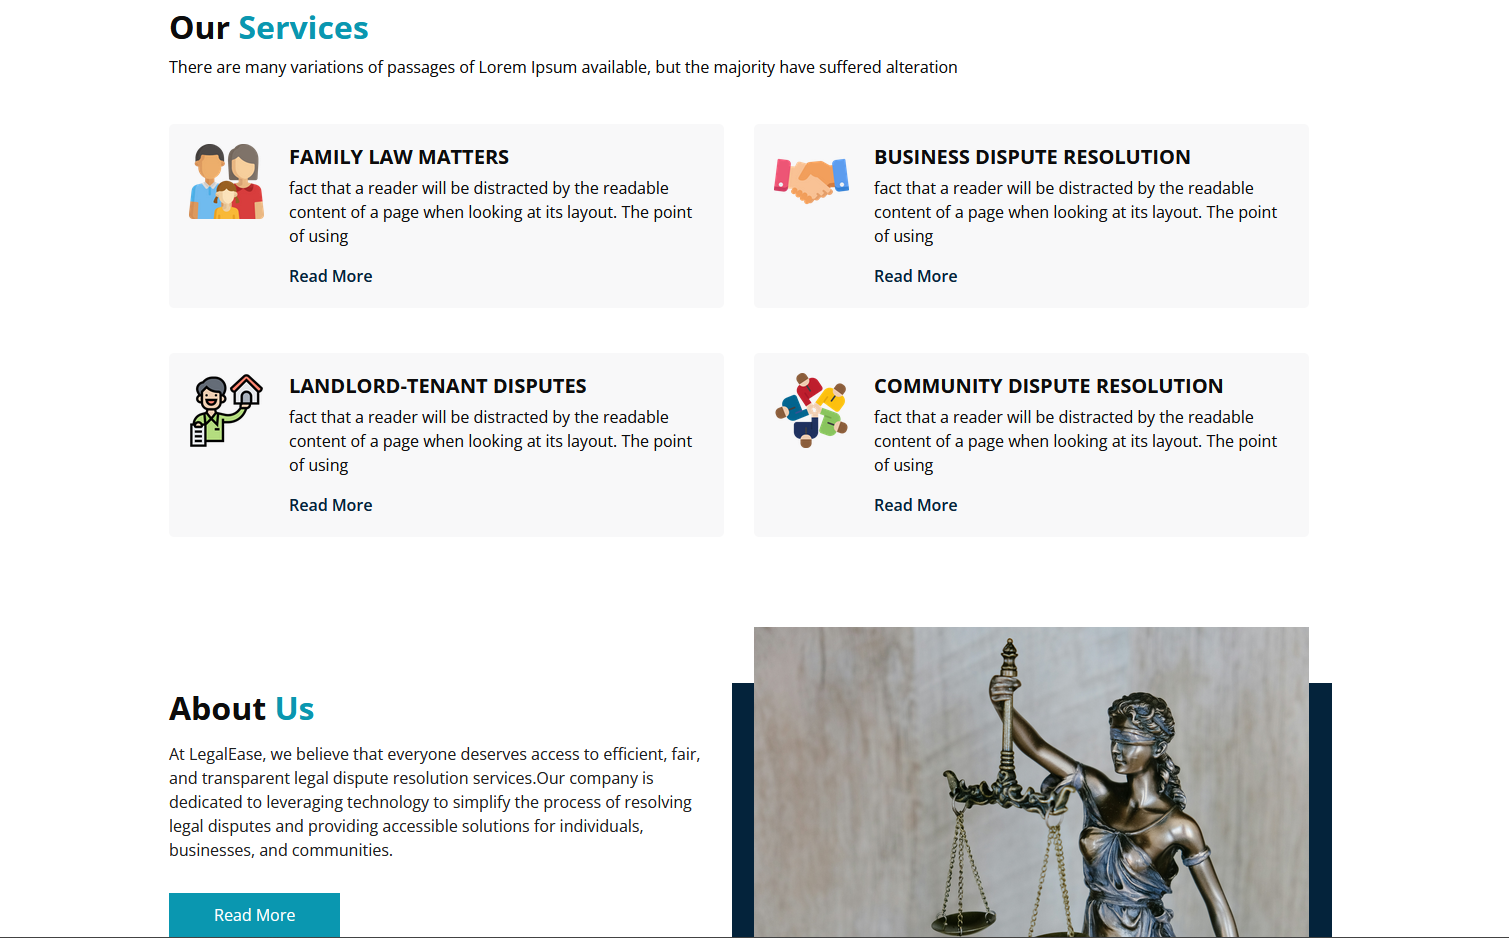 Our Services
There are many variations of passages of Lorem Ipsum available, but the majority have suffered alteration
FAMILY LAW MATTERS
fact that a reader will be distracted by the readable
content of a page when looking at its layout. The point
of using
Read More
BUSINESS DISPUTE RESOLUTION
fact that a reader will be distracted by the readable
content of a page when looking at its layout. The point
of using
Read More
LANDLORD-TENANT DISPUTES
fact that a reader will be distracted by the readable
content of a page when looking at its layout. The point
of using
Read More
COMMUNITY DISPUTE RESOLUTION
fact that a reader will be distracted by the readable
content of a page when looking at its layout. The point
of using
Read More
About Us
At LegalEase, we believe that everyone deserves access to efficient, fair,
and transparent legal dispute resolution services.Our company is
dedicated to leveraging technology to simplify the process of resolving
legal disputes and providing accessible solutions for individuals,
businesses, and communities.
Read More